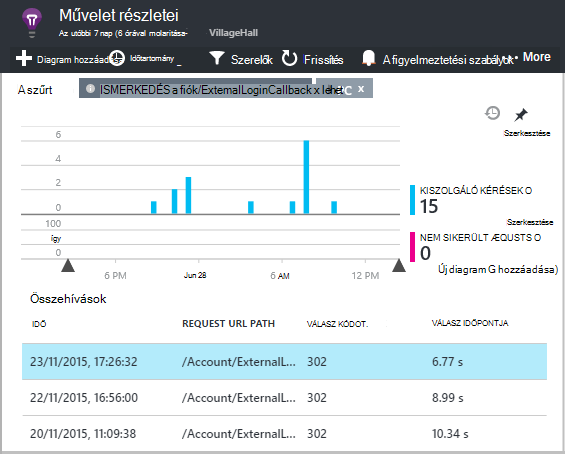 Művelet részletei
Az utóbbi 7 nap (6 órával molaritása- VillageHall
Diagram hozzáadás Időtartomány _ Szerelők Frissítés A figyelmeztetési szabályok ··· More
A szűrt ISMERKEDÉS a fiók/ExternalLoginCallback x lehet C x
Szerkesztése
6
4
2
0
100
így
0
6 PM Jun 28 6 AM 12 PM
KISZOLGÁLÓ KÉRÉSEK O
15
Szerkesztése
NEM SIKERÜLT ÆQUSTS O
0
Új diagram G hozzáadása)
Összehívások
IDŐ REQUEST URL PATH VÁLASZ KÓDOT. VÁLASZ IDŐPONTJA
23/11/2015, 17:26:32 /Account/ExternalL... 302 6.77 s
22/11/2015, 16:56:00 /Account/ExternalL... 302 8.99 s
20/11/2015, 11:09:38 /Account/ExternalL... 302 10.34 s